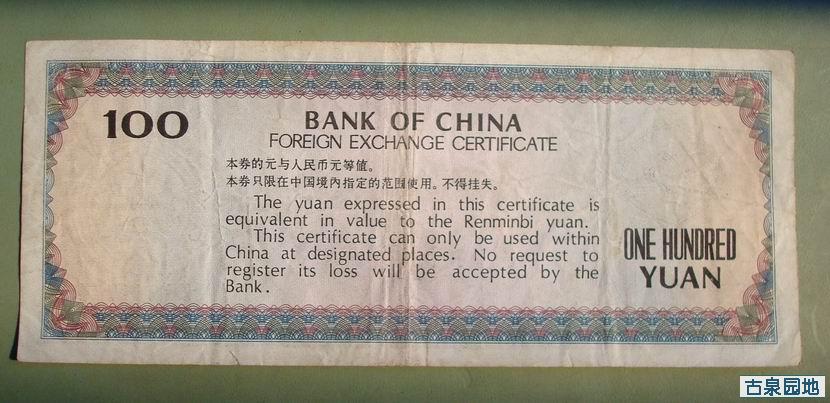 100
BANK OF CHINA
FOREIGN EXCHANGE CERTIFICATE
本券的元与人民币元等值。
本券只限在中国境内指定的范围使用。不得挂失。
The yuan expressed in this certificate is
equivalent in value to the Renminbi yuan.
This certificate can only be used within
China at designated places. No request to
register its loss will be accepted by the
Bank.
ONE HUNDRED
YUAN
古泉园地